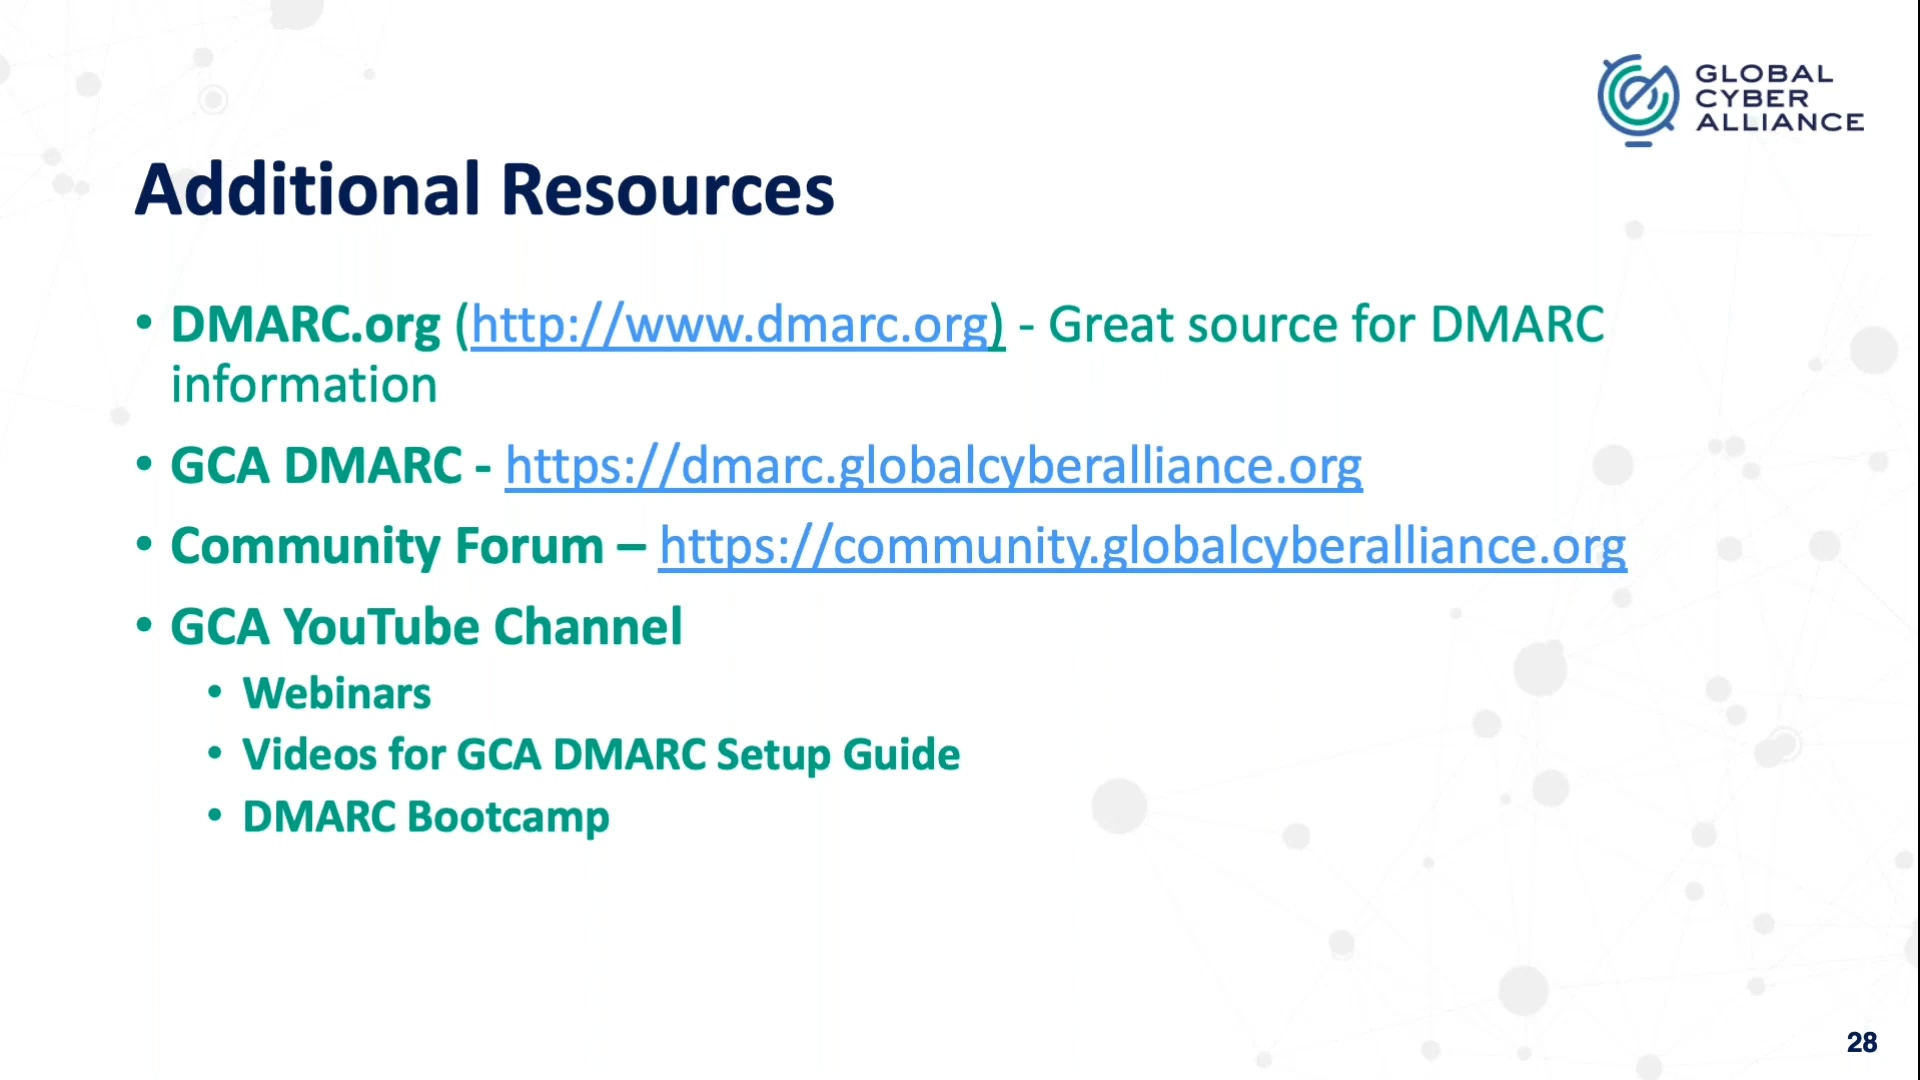 GLOBAL
CYBER
ALLIANCE
Additional Resources
• DMARC.org (http://www.dmarc.org) - Great source for DMARC
information
• GCA DMARC - https://dmarc.globalcyberalliance.org
• Community Forum – https://community.globalcyberalliance.org
• GCA YouTube Channel
• Webinars
• Videos for GCA DMARC Setup Guide
• DMARC Bootcamp
28